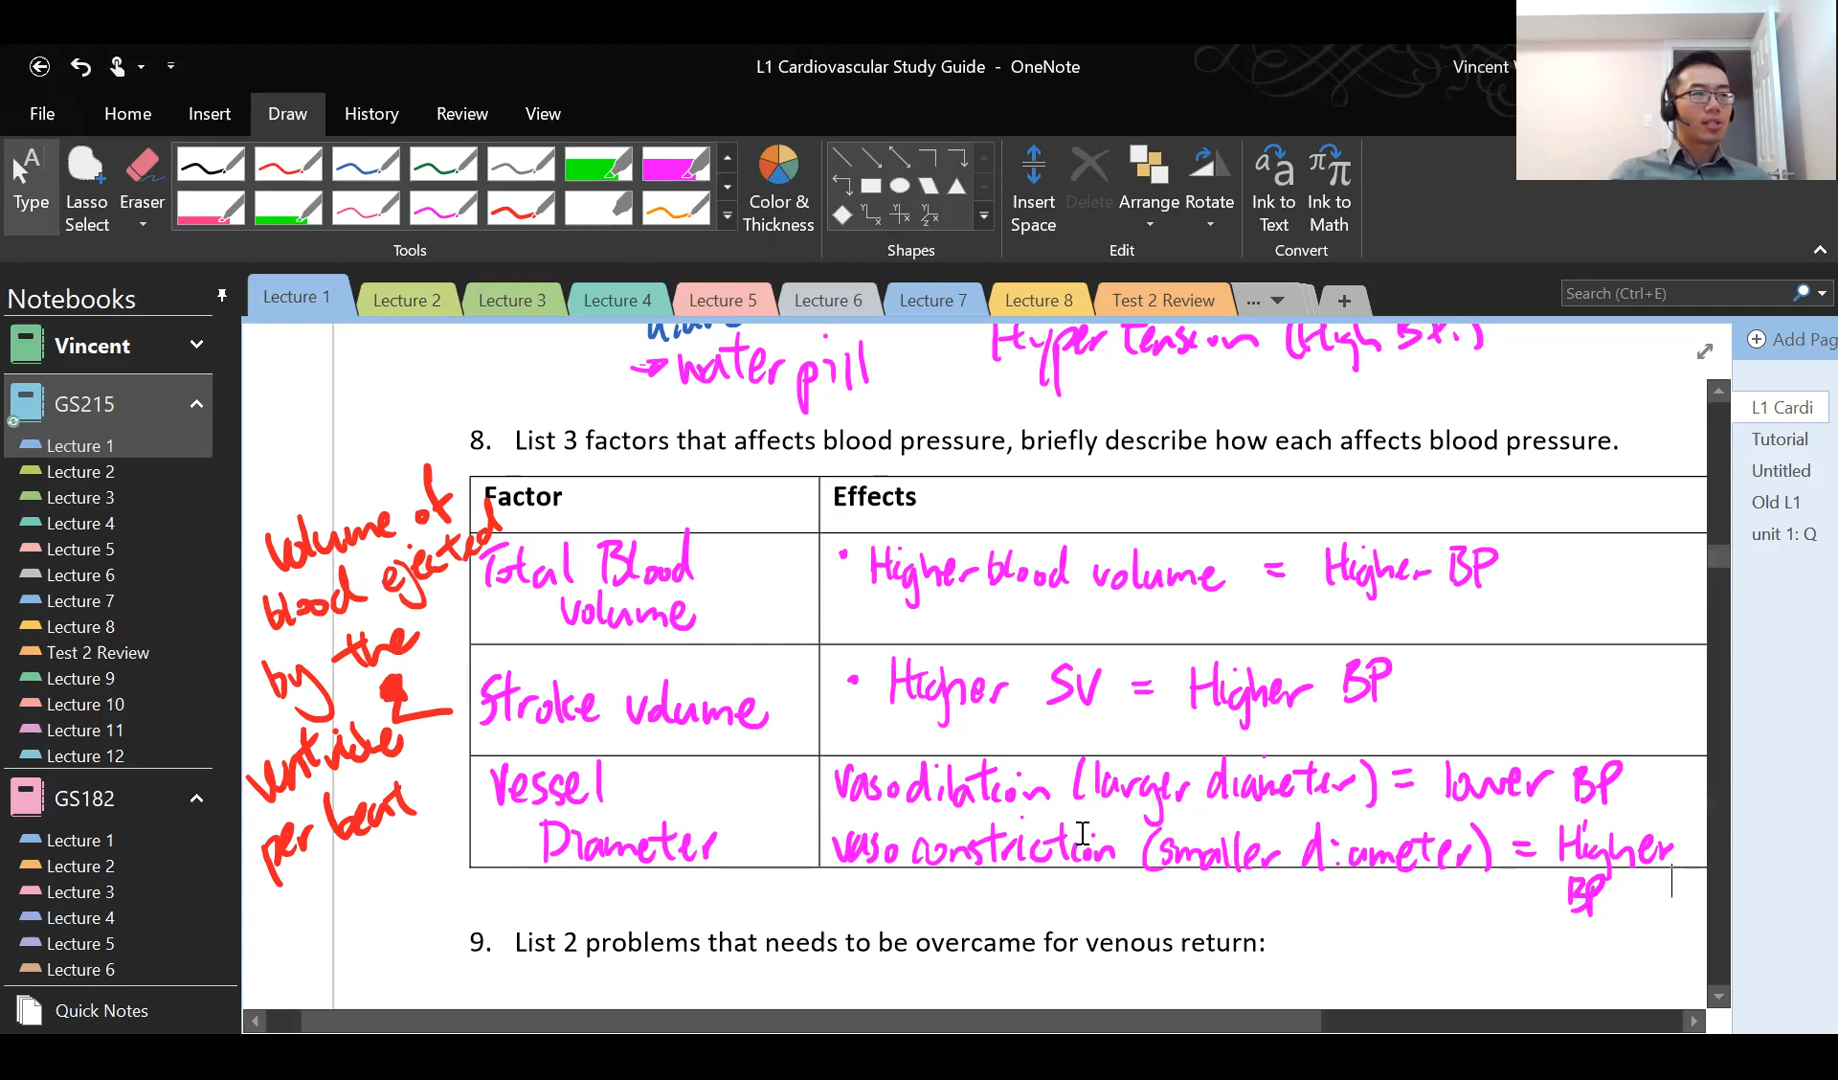 L1 Cardiovascular Study Guide - OneNote
Vincent
File Home Insert Draw History Review View
Type
Lasso Select
Eraser
Color & Thickness
Insert Space
Delete
Arrange
Rotate
Ink to Text
Ink to Math
Tools
Shapes
Edit
Convert
Notebooks
Lecture 1
Lecture 2
Lecture 3
Lecture 4
Lecture 5
Lecture 6
Lecture 7
Lecture 8
Test 2 Review
...
Search (Ctrl+E)
Vincent
GS215
Lecture 1
Lecture 2
Lecture 3
Lecture 4
Lecture 5
Lecture 6
Lecture 7
Lecture 8
Test 2 Review
Lecture 9
Lecture 10
Lecture 11
Lecture 12
GS182
Lecture 1
Lecture 2
Lecture 3
Lecture 4
Lecture 5
Lecture 6
Quick Notes
Hypertension (High BP.)
→ water pill
8. List 3 factors that affects blood pressure, briefly describe how each affects blood pressure.
Factor
Effects
Total Blood
volume
• Higher blood volume = Higher BP
Stroke volume
• Higher SV = Higher BP
Vessel
Diameter
vasodilation (larger diameter) = lower BP
vasoconstriction (smaller diameter) = Higher
BP
volume of
blood ejected
by the
ventricle
per beat
9. List 2 problems that needs to be overcame for venous return:
Add Pag
L1 Cardi
Tutorial
Untitled
Old L1
unit 1: Q